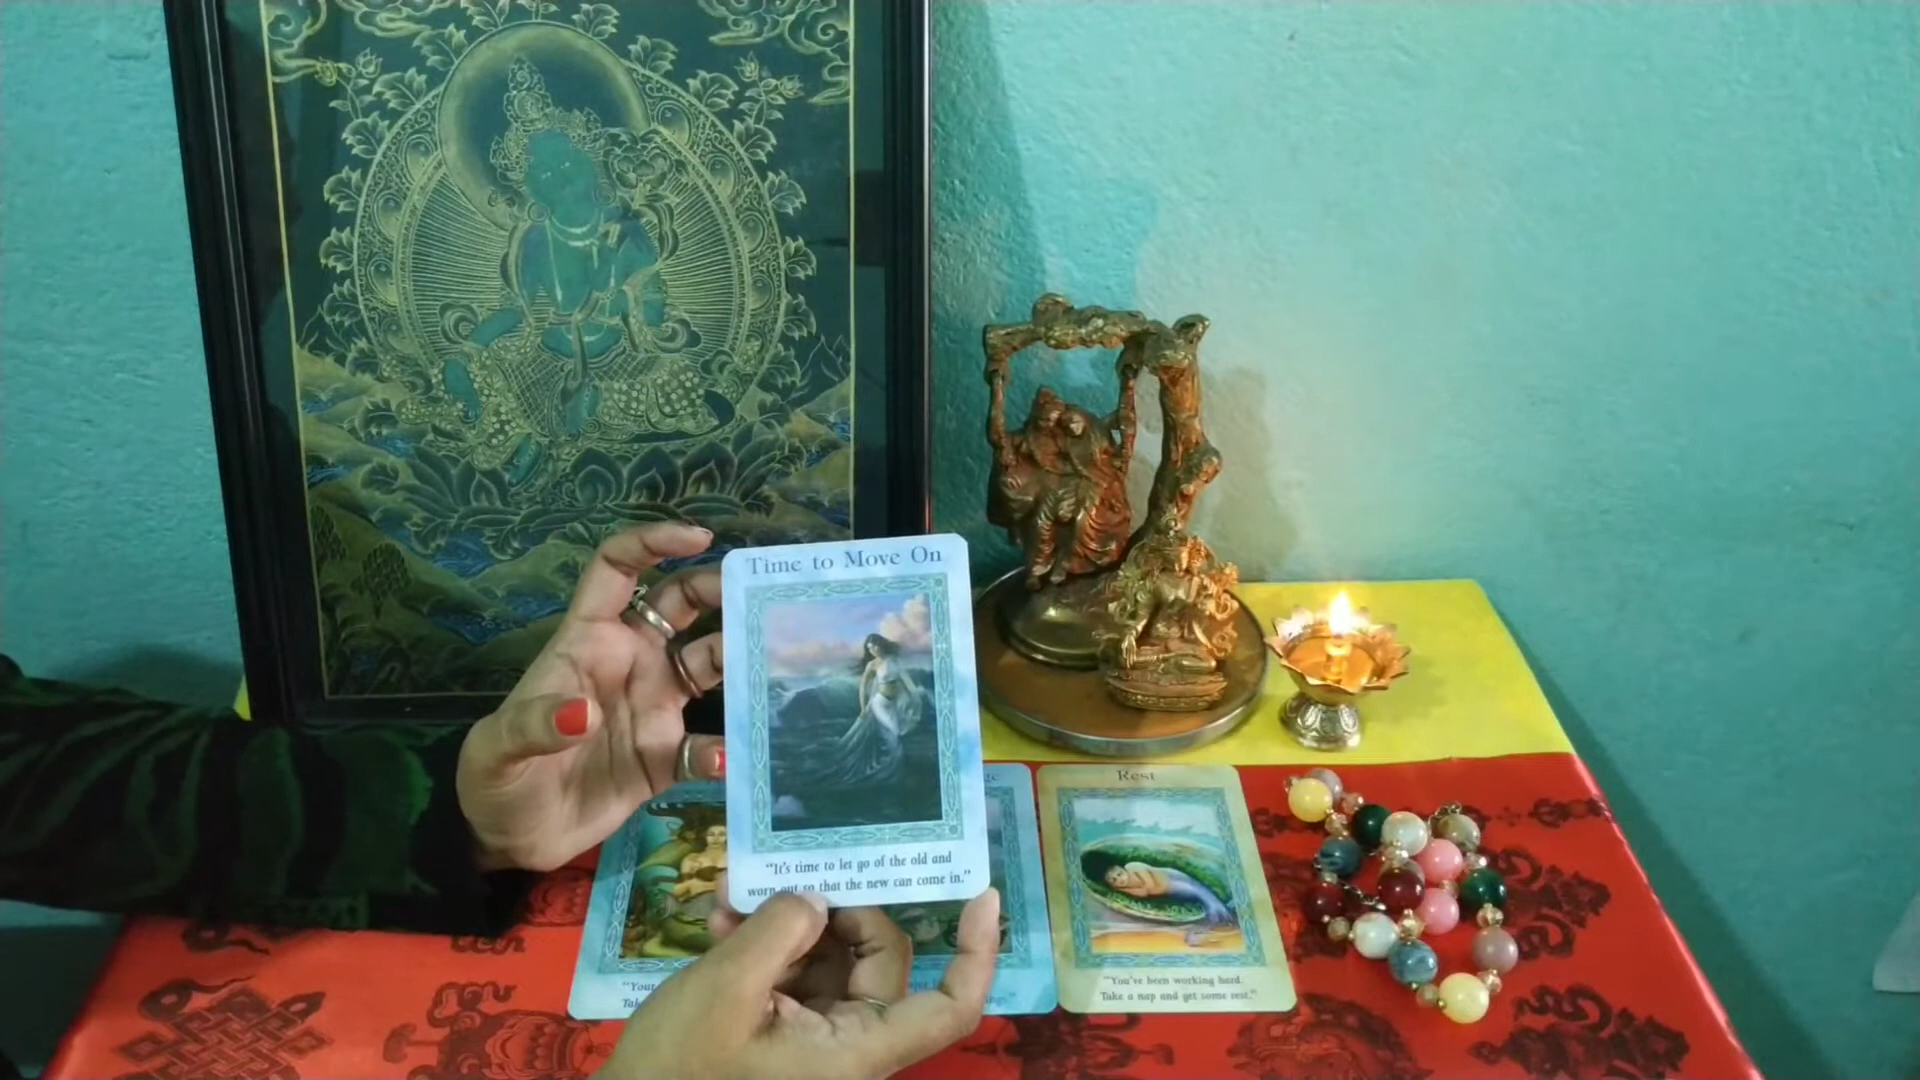 Time to Move On
"It's time to let go of the old and
worn out so that the new can come in."
Rest
"You've been working hard.
Take a nap and get some rest."
"Your